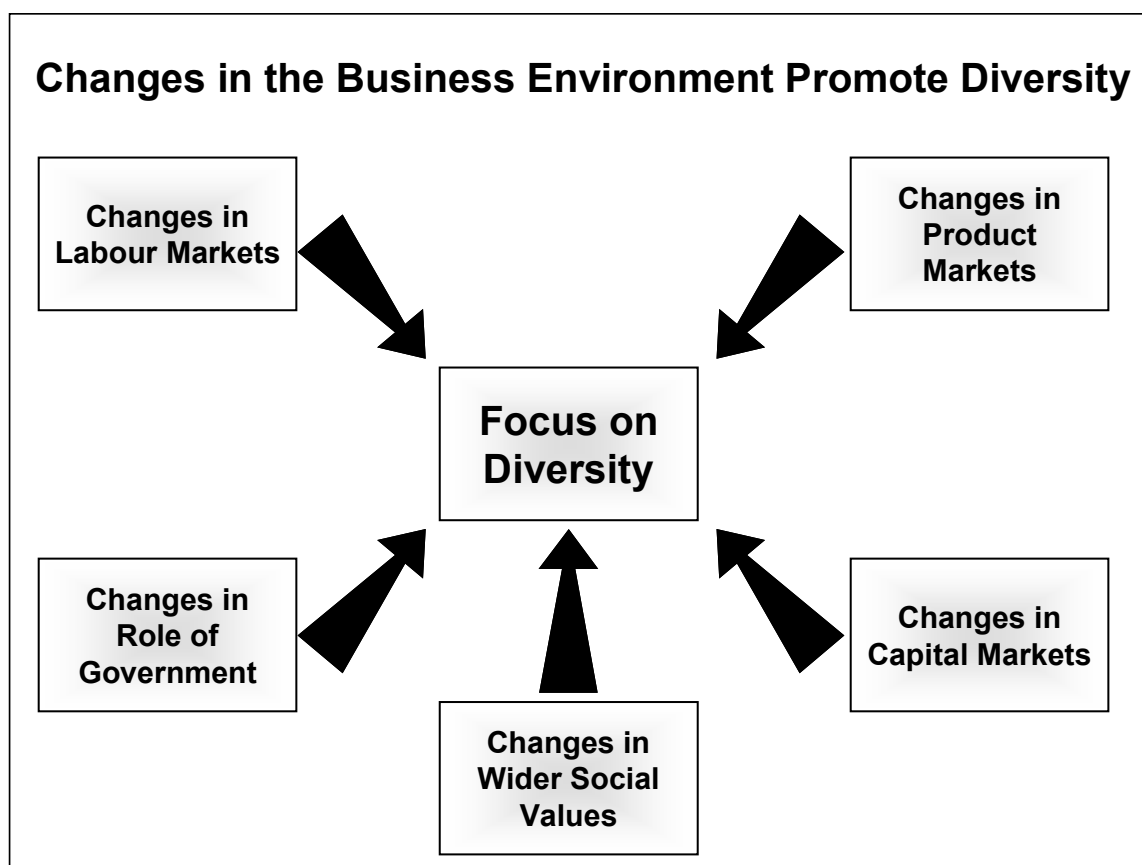 Changes in the Business Environment Promote Diversity
Changes in
Labour Markets
Changes in
Product
Markets
Focus on
Diversity
Changes in
Role of
Government
Changes in
Capital Markets
Changes in
Wider Social
Values